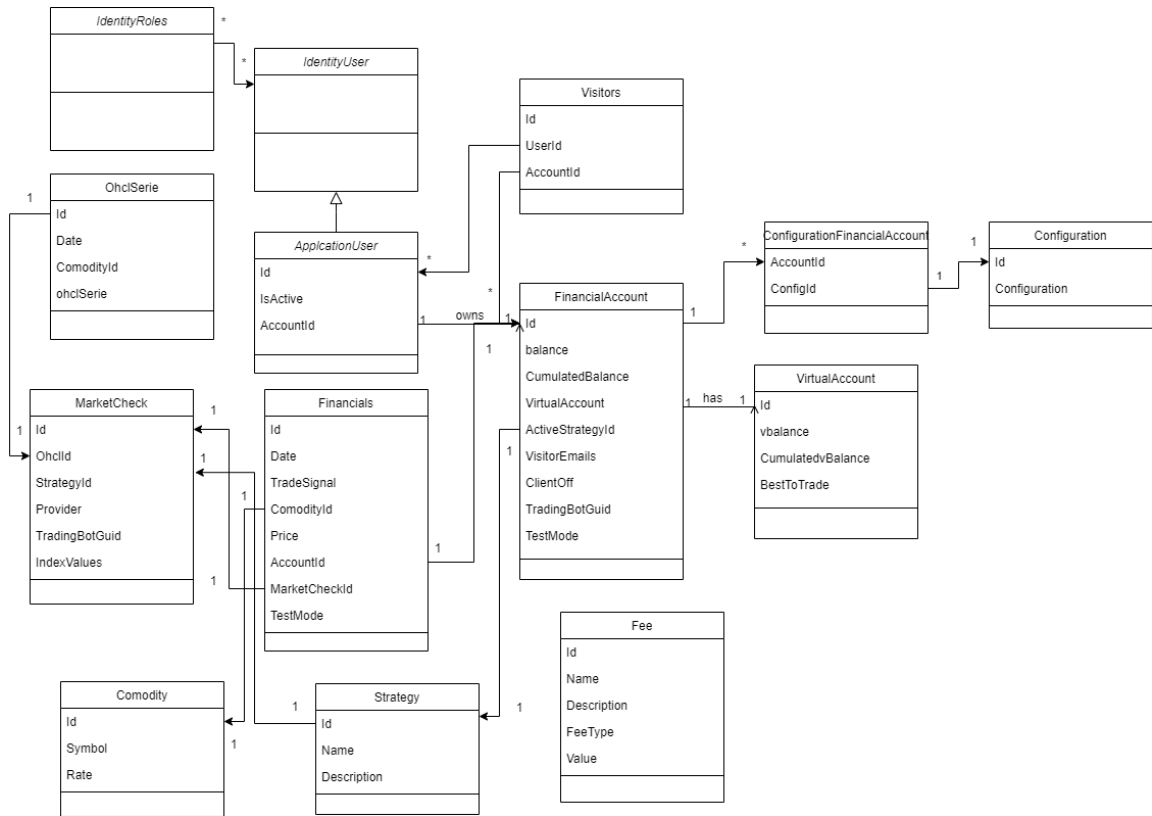 IdentityRoles
*
*
IdentityUser
Visitors
Id
UserId
AccountId
OhclSerie
1
Id
Date
ComodityId
ohclSerie
ApplcationUser
*
Id
IsActive
AccountId
1
owns
*
1
1
ConfigurationFinancialAccount
*
AccountId
ConfigId
1
1
1
Configuration
Id
Configuration
FinancialAccount
Id
balance
CumulatedBalance
VirtualAccount
ActiveStrategyId
VisitorEmails
ClientOff
TradingBotGuid
TestMode
1
has
1
VirtualAccount
Id
vbalance
CumulatedvBalance
BestToTrade
MarketCheck
1
1
1
1
Id
OhclId
StrategyId
Provider
TradingBotGuid
IndexValues
Financials
Id
Date
TradeSignal
ComodityId
Price
AccountId
MarketCheckId
TestMode
1
1
1
Fee
Id
Name
Description
FeeType
Value
Comodity
Id
Symbol
Rate
1
Strategy
1
1
Id
Name
Description